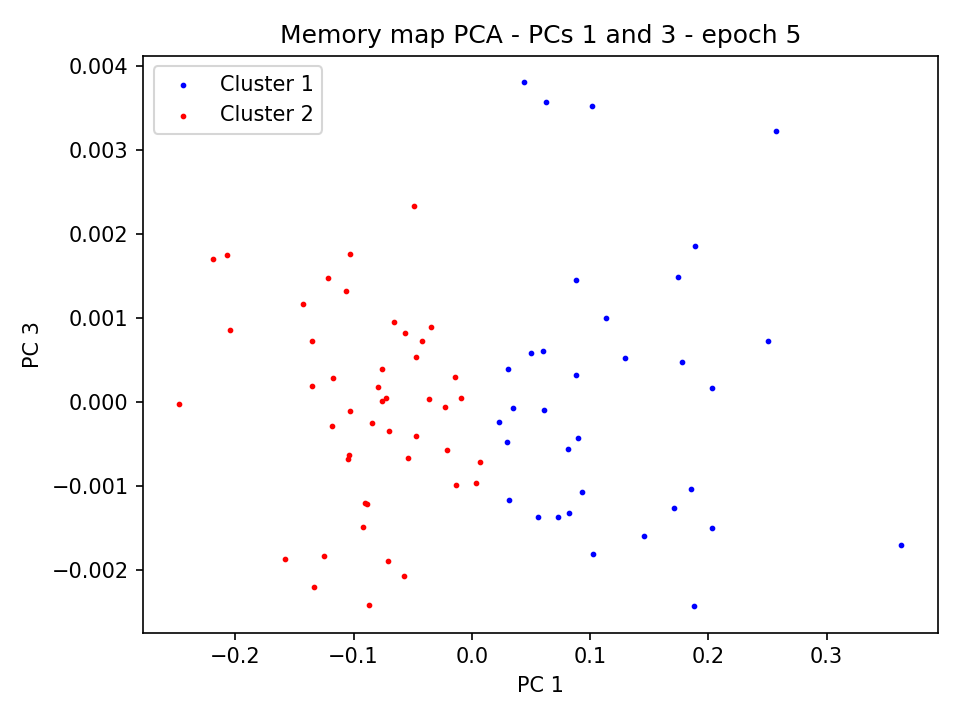 Memory map PCA - PCs 1 and 3 - epoch 5
Cluster 1
Cluster 2
0.004
0.003
0.002
0.001
0.000
−0.001
−0.002
PC 3
−0.2
−0.1
0.0
0.1
0.2
0.3
PC 1